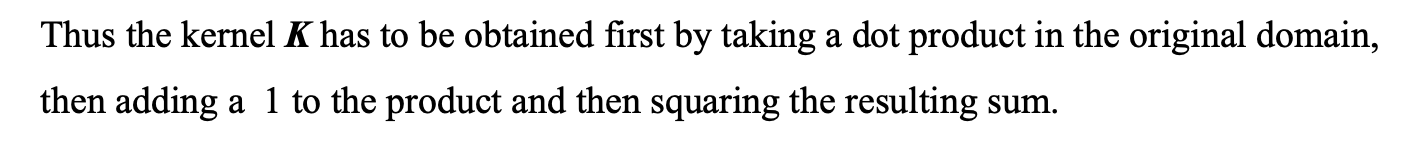 Thus the kernel K has to be obtained first by taking a dot product in the original domain,
then adding a  1 to the product and then squaring the resulting sum.